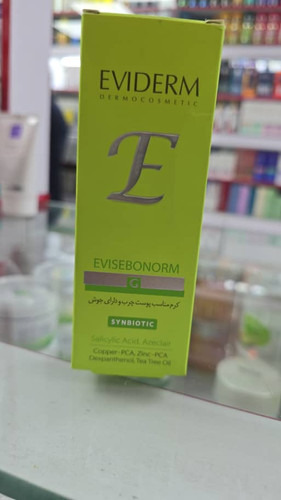 EVIDERM
DERMOCOSMETIC
E
EVISEBONORM
G
کرم مناسب پوست چرب و دارای جوش
SYNBIOTIC
Salicylic Acid, Azeclair
Copper-PCA, Zinc-PCA
Dexpanthenol, Tea Tree Oil